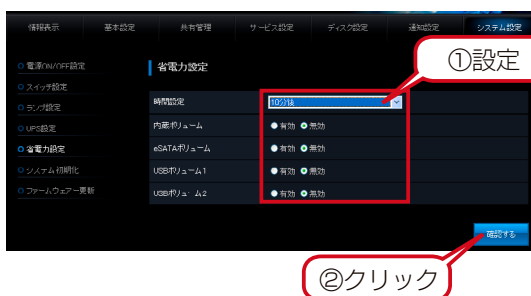 情報表示 基本設定 共有管理 サービス設定 ディスク設定 通知設定 システム設定
①設定
電源ON/OFF設定
スイッチ設定
ランプ設定
UPS設定
省電力設定
システム初期化
ファームウェアー更新
省電力設定
時間設定 10分後
内蔵ボリューム 有効 無効
eSATAボリューム 有効 無効
USBボリューム1 有効 無効
USBボリューム2 有効 無効
確認する
②クリック